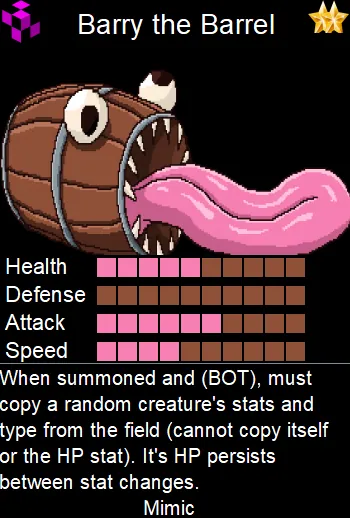 Barry the Barrel
Health
Defense
Attack
Speed
When summoned and (BOT), must
copy a random creature's stats and
type from the field (cannot copy itself
or the HP stat). It's HP persists
between stat changes.
Mimic